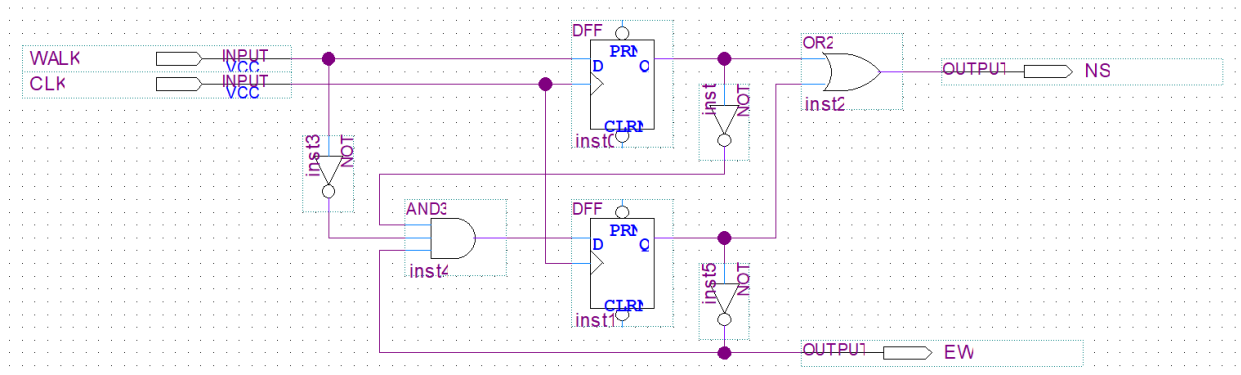 WALK INPUT VCC
CLK INPUT VCC
DFF
PRN
D Q
CLRN
inst0
inst
NOT
OR2
inst2
OUTPUT NS
inst3
NOT
AND3
inst4
DFF
PRN
D Q
CLRN
inst1
inst5
NOT
OUTPUT EW